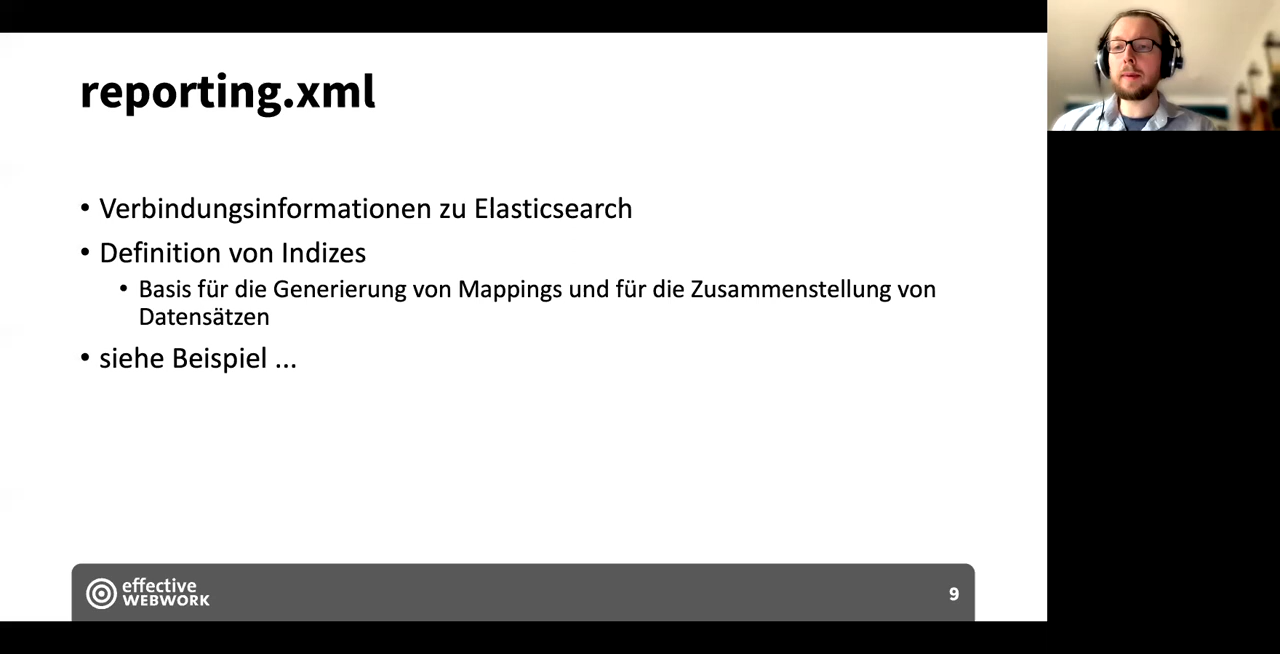 reporting.xml
• Verbindungsinformationen zu Elasticsearch
• Definition von Indizes
• Basis für die Generierung von Mappings und für die Zusammenstellung von
Datensätzen
• siehe Beispiel ...
effective
WEBWORK
9